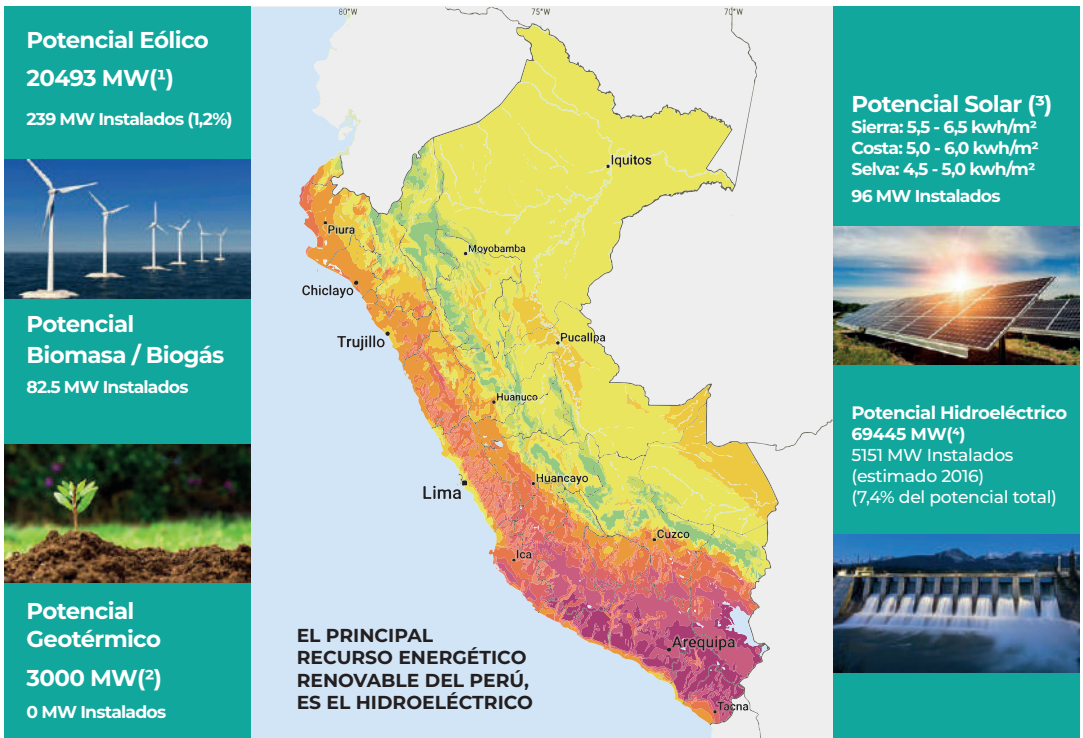 Potencial Eólico
20493 MW(¹)
239 MW Instalados (1,2%)
Potencial
Biomasa / Biogás
82.5 MW Instalados
Potencial
Geotérmico
3000 MW(²)
0 MW Instalados
80°W
70°W
Iquitos
Piura
Moyobamba
Chiclayo
Trujillo
Pucallpa
Huanuco
Lima
Huancayo
Cuzco
Ica
Arequipa
Tacna
EL PRINCIPAL
RECURSO ENERGÉTICO
RENOVABLE DEL PERÚ,
ES EL HIDROELÉCTRICO
Potencial Solar (³)
Sierra: 5,5 - 6,5 kwh/m²
Costa: 5,0 - 6,0 kwh/m²
Selva: 4,5 - 5,0 kwh/m²
96 MW Instalados
Potencial Hidroeléctrico
69445 MW(⁴)
5151 MW Instalados
(estimado 2016)
(7,4% del potencial total)